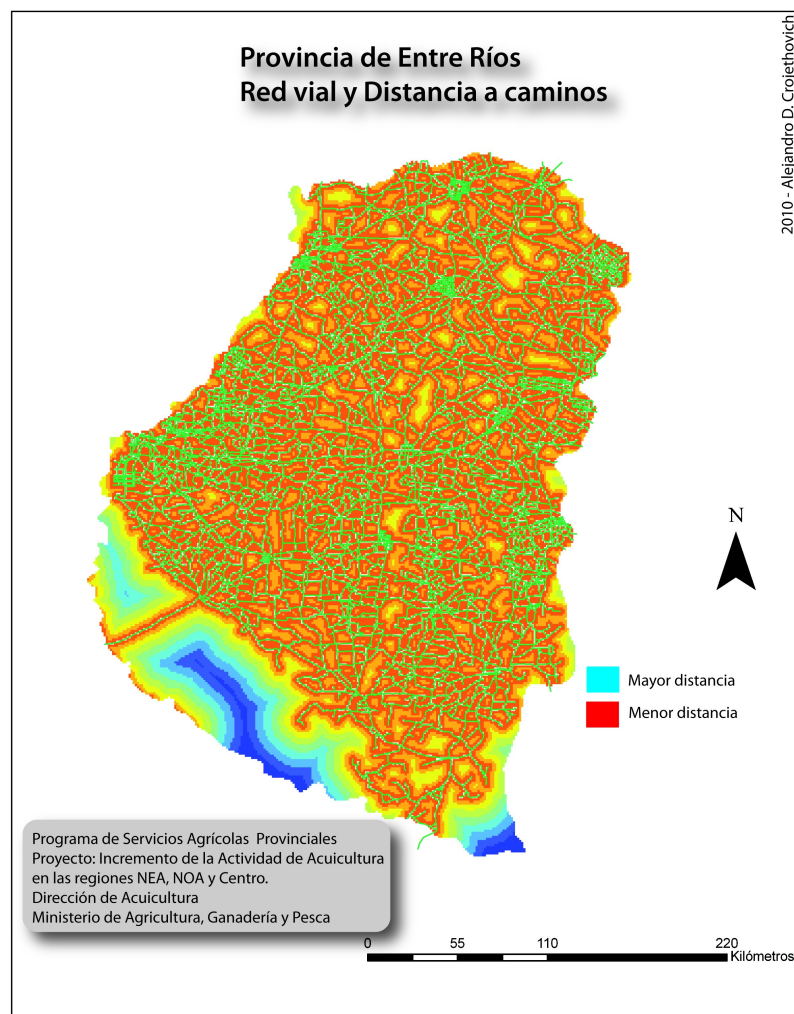 Provincia de Entre Ríos
Red vial y Distancia a caminos
2010 - Alejandro D. Croiethovich
N
Mayor distancia
Menor distancia
Programa de Servicios Agrícolas Provinciales
Proyecto: Incremento de la Actividad de Acuicultura
en las regiones NEA, NOA y Centro.
Dirección de Acuicultura
Ministerio de Agricultura, Ganadería y Pesca
0 55 110 220
Kilómetros